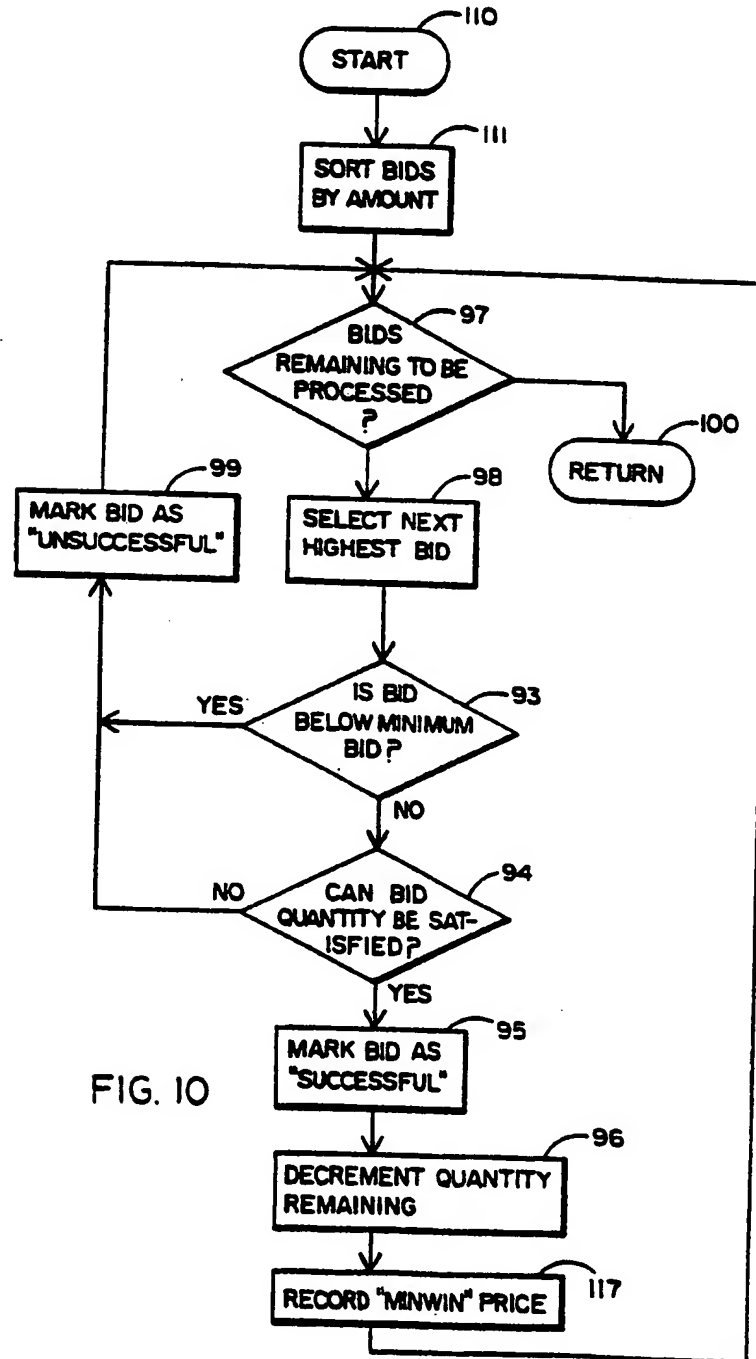 110
START
111
SORT BIDS
BY AMOUNT
97
BIDS
REMAINING TO BE
PROCESSED
?
100
RETURN
99
MARK BID AS
"UNSUCCESSFUL"
98
SELECT NEXT
HIGHEST BID
93
YES
IS BID
BELOW MINIMUM
BID?
NO
94
NO
CAN BID
QUANTITY BE SAT-
ISFIED?
YES
95
MARK BID AS
"SUCCESSFUL"
FIG. 10
96
DECREMENT QUANTITY
REMAINING
117
RECORD "MINWIN" PRICE